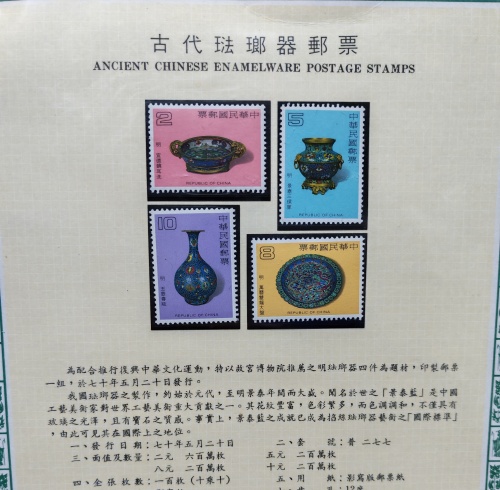 古代琺瑯器郵票
ANCIENT CHINESE ENAMELWARE POSTAGE STAMPS
2
票郵國民華中
明
REPUBLIC OF CHINA
5
中華民國郵票
明
REPUBLIC OF CHINA
10
中華民國郵票
明
REPUBLIC OF CHINA
8
票郵國民華中
明
REPUBLIC OF CHINA
為配合推行復興中華文化運動，特以故宮博物院推薦之明琺瑯器四件為題材，印製郵票
一組，於七十年五月二十日發行。
我國琺瑯器之製作，約始於元代，至明景泰年間而大盛。聞名於世之「景泰藍」是中國
工藝美術家對世界工藝美術重大貢獻之一。其花紋豐富，色彩繁多，而色調調和，不僅具有
玻璃之光澤，且有寶石之質感。事實上，景泰藍之成就已成為掐絲琺瑯器藝術之「國際標準」
，由此可見其在國際上之地位。
一、發行日期：七十年五月二十日
二、套號：普二七七
三、面值及數量：二元 六百萬枚
五元 二百萬枚
八元 二百萬枚
十元 二百萬枚
四、全張枚數：一百枚（十乘十）
五、用紙：影寫版郵票紙